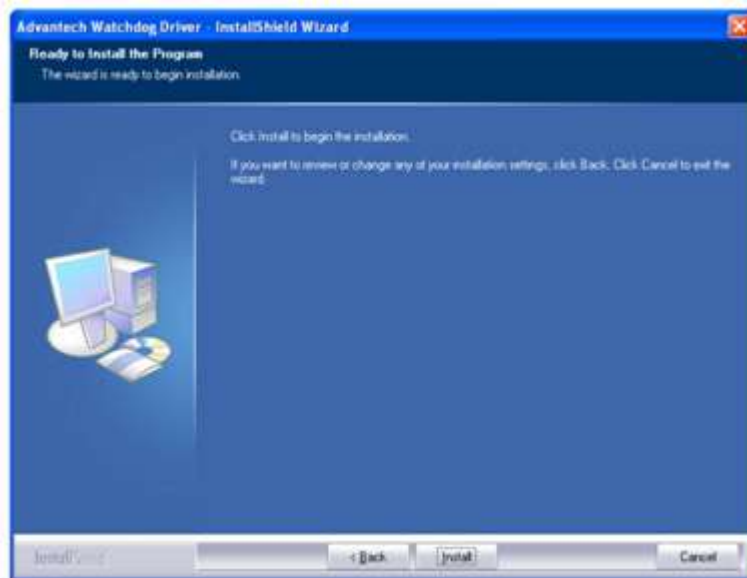 Advantech Watchdog Driver - InstallShield Wizard
Ready to Install the Program
The wizard is ready to begin installation.
Click Install to begin the installation.
If you want to review or change any of your installation settings, click Back. Click Cancel to exit the
wizard.
InstallShield
< Back
Install
Cancel